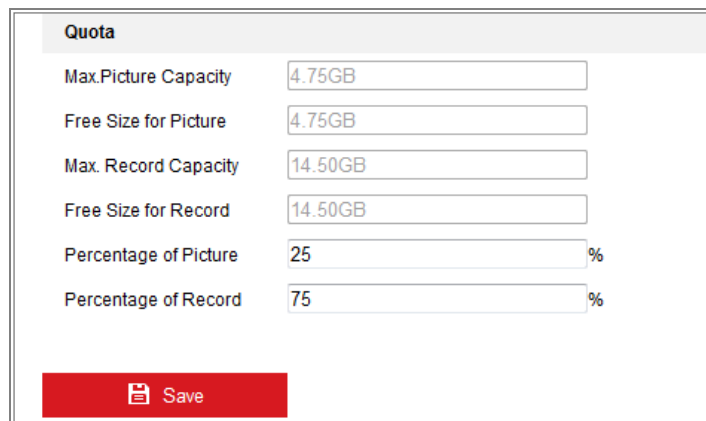 Quota
Max.Picture Capacity 4.75GB
Free Size for Picture 4.75GB
Max. Record Capacity 14.50GB
Free Size for Record 14.50GB
Percentage of Picture 25 %
Percentage of Record 75 %
Save